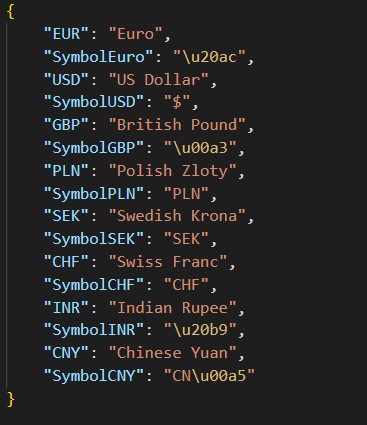 {
"EUR": "Euro",
"SymbolEuro": "\u20ac",
"USD": "US Dollar",
"SymbolUSD": "$",
"GBP": "British Pound",
"SymbolGBP": "\u00a3",
"PLN": "Polish Zloty",
"SymbolPLN": "PLN",
"SEK": "Swedish Krona",
"SymbolSEK": "SEK",
"CHF": "Swiss Franc",
"SymbolCHF": "CHF",
"INR": "Indian Rupee",
"SymbolINR": "\u20b9",
"CNY": "Chinese Yuan",
"SymbolCNY": "CN\u00a5"
}